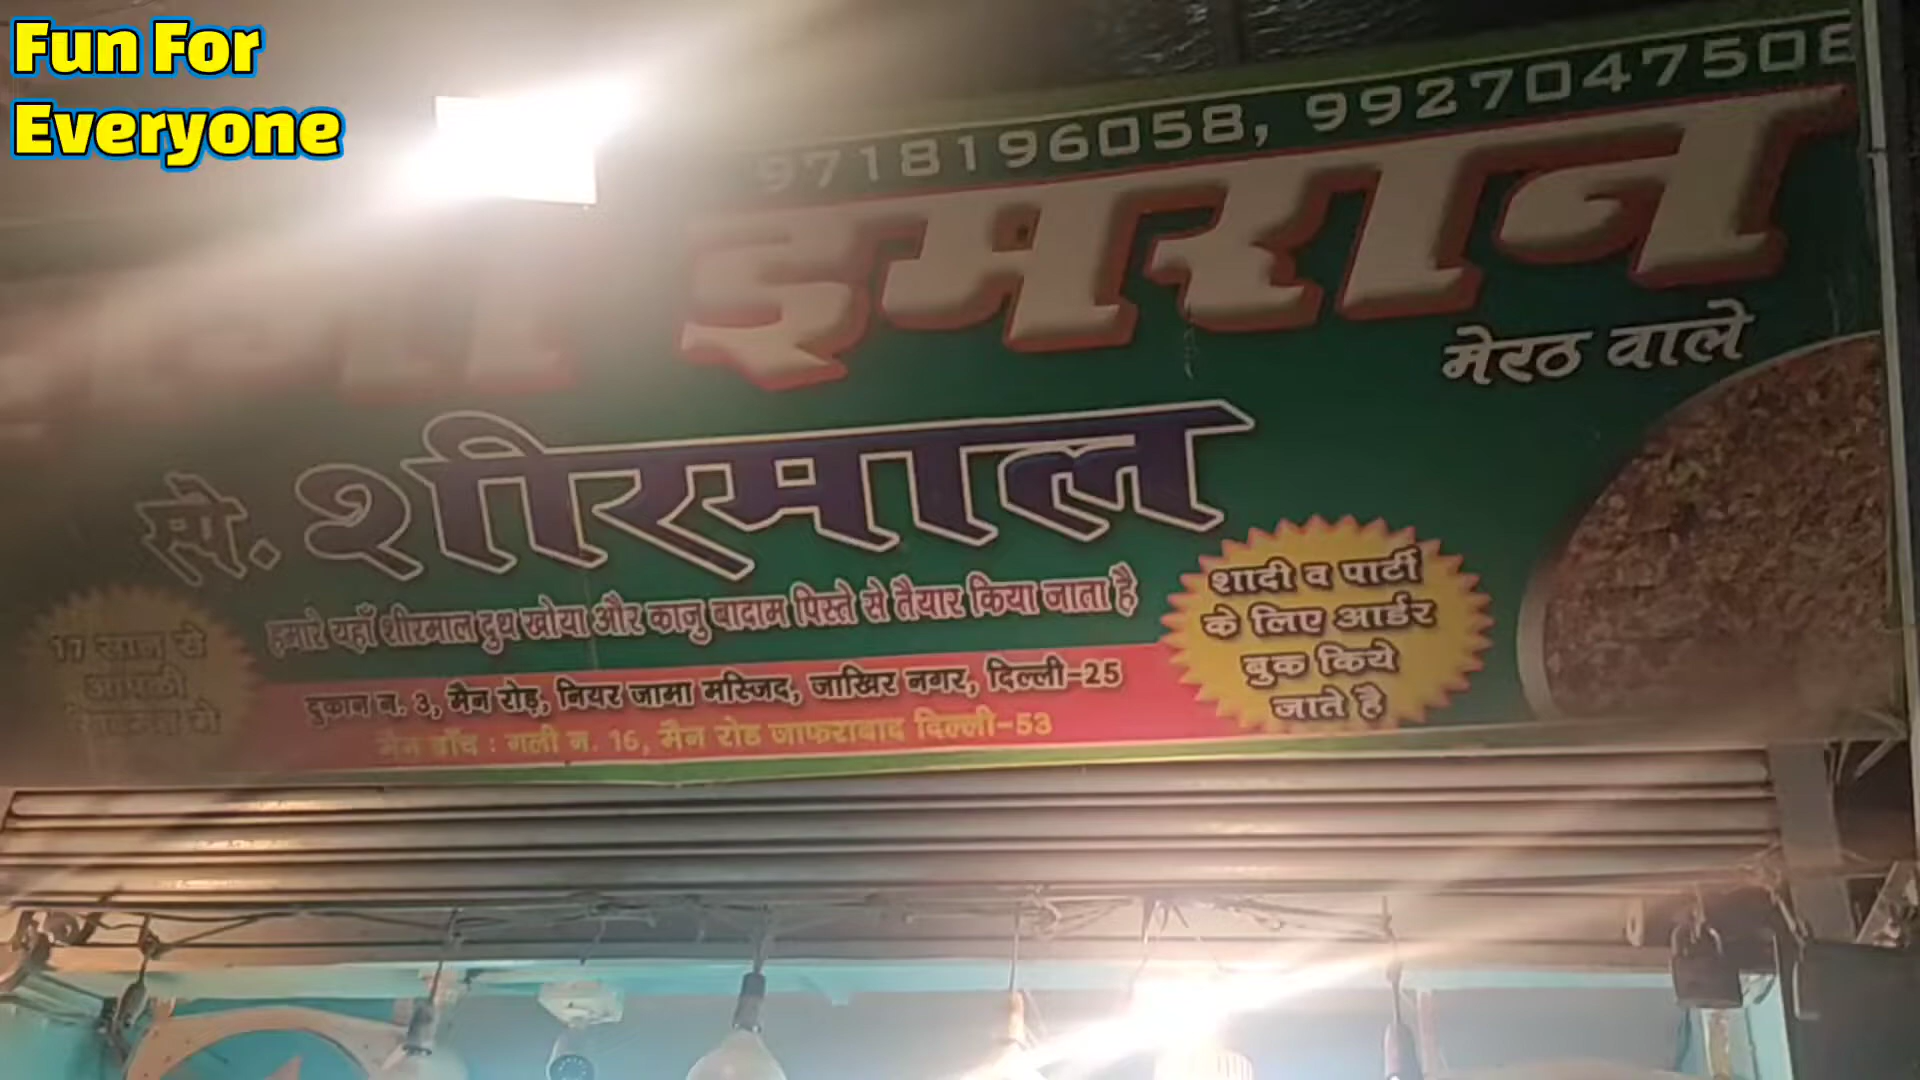 Fun For
Everyone
9718196058, 9927047508
इमरान
मेरठ वाले
स्पे. शीरमाल
हमारे यहाँ शीरमाल दुध खोया और काजु बादाम पिस्ते से तैयार किया जाता है
17 साल से
आपकी
शादी व पार्टी
के लिए आर्डर
बुक किये
जाते है
दुकान न. 3, मैन रोड़, नियर जामा मस्जिद, जाखिर नगर, दिल्ली-25
मैन ब्राँच : गली न. 16, मैन रोड जाफराबाद दिल्ली-53